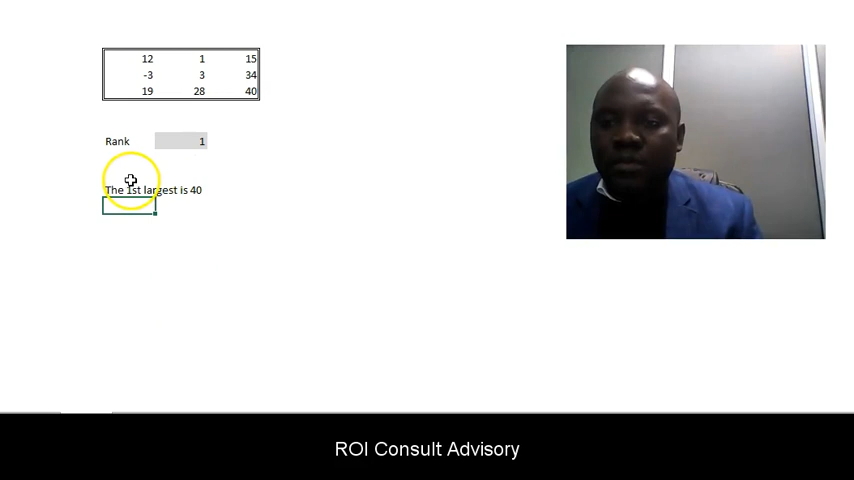 12 1 15
-3 3 34
19 28 40
Rank 1
The 1st largest is 40
ROI Consult Advisory